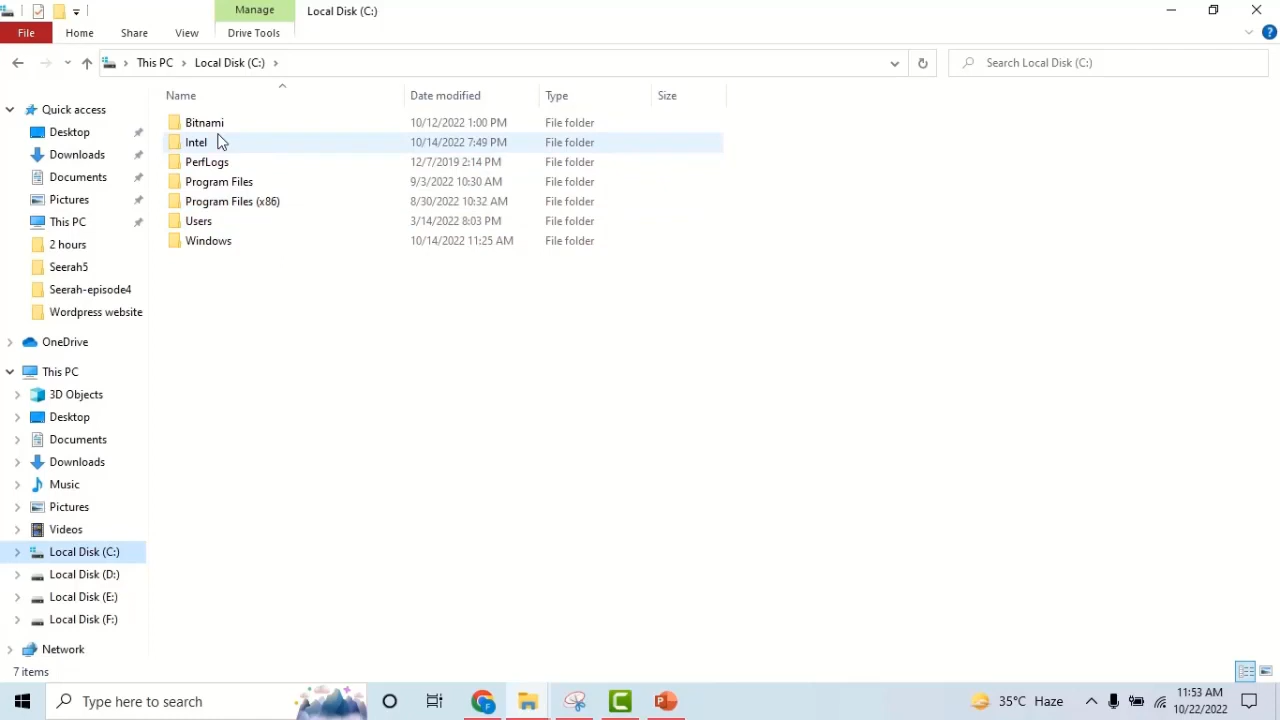 Manage
Local Disk (C:)
File
Home
Share
View
Drive Tools
This PC
Local Disk (C:)
Search Local Disk (C:)
Name
Date modified
Type
Size
Bitnami 10/12/2022 1:00 PM File folder
Intel 10/14/2022 7:49 PM File folder
PerfLogs 12/7/2019 2:14 PM File folder
Program Files 9/3/2022 10:30 AM File folder
Program Files (x86) 8/30/2022 10:32 AM File folder
Users 3/14/2022 8:03 PM File folder
Windows 10/14/2022 11:25 AM File folder
Quick access
Desktop
Downloads
Documents
Pictures
This PC
2 hours
Seerah5
Seerah-episode4
Wordpress website
OneDrive
This PC
3D Objects
Desktop
Documents
Downloads
Music
Pictures
Videos
Local Disk (C:)
Local Disk (D:)
Local Disk (E:)
Local Disk (F:)
Network
7 items
Type here to search
35°C Haze
11:53 AM
10/22/2022